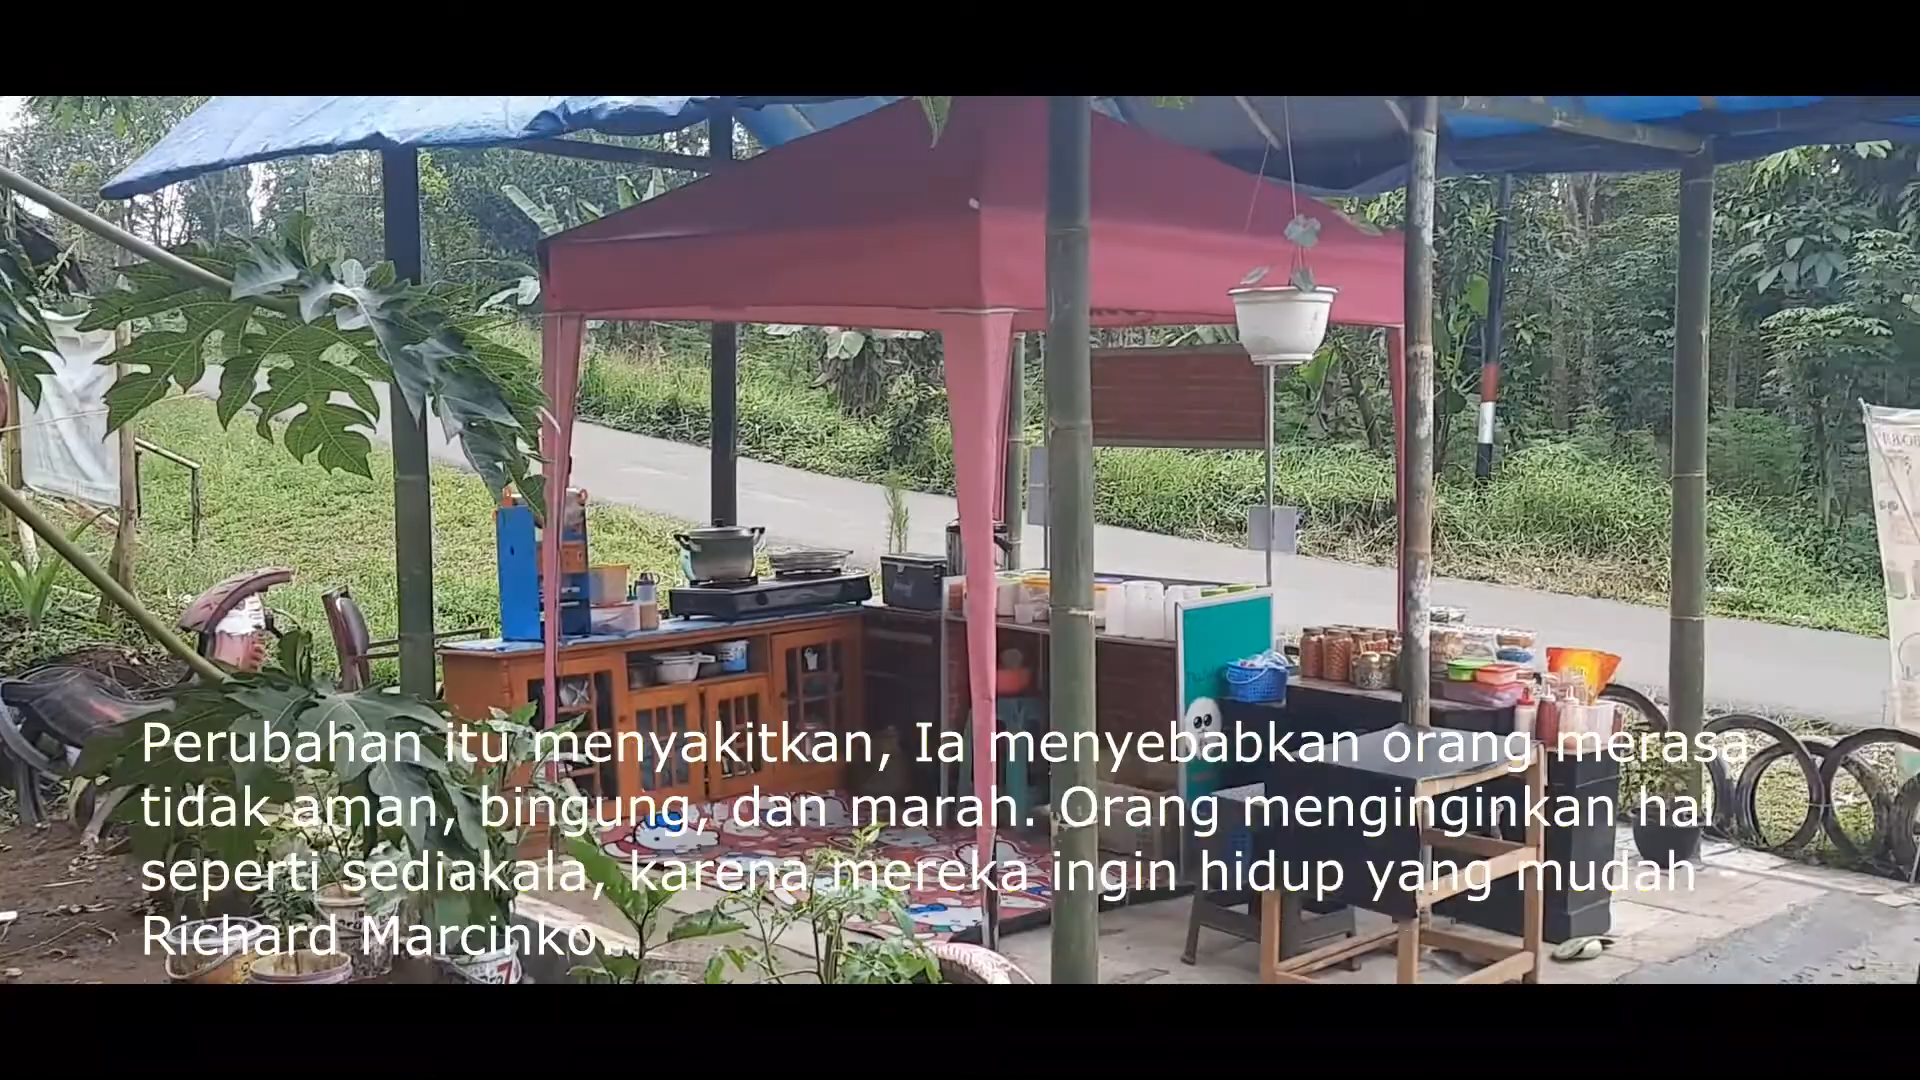 Perubahan itu menyakitkan, Ia menyebabkan orang merasa
tidak aman, bingung, dan marah. Orang menginginkan hal
seperti sediakala, karena mereka ingin hidup yang mudah -
Richard Marcinko..